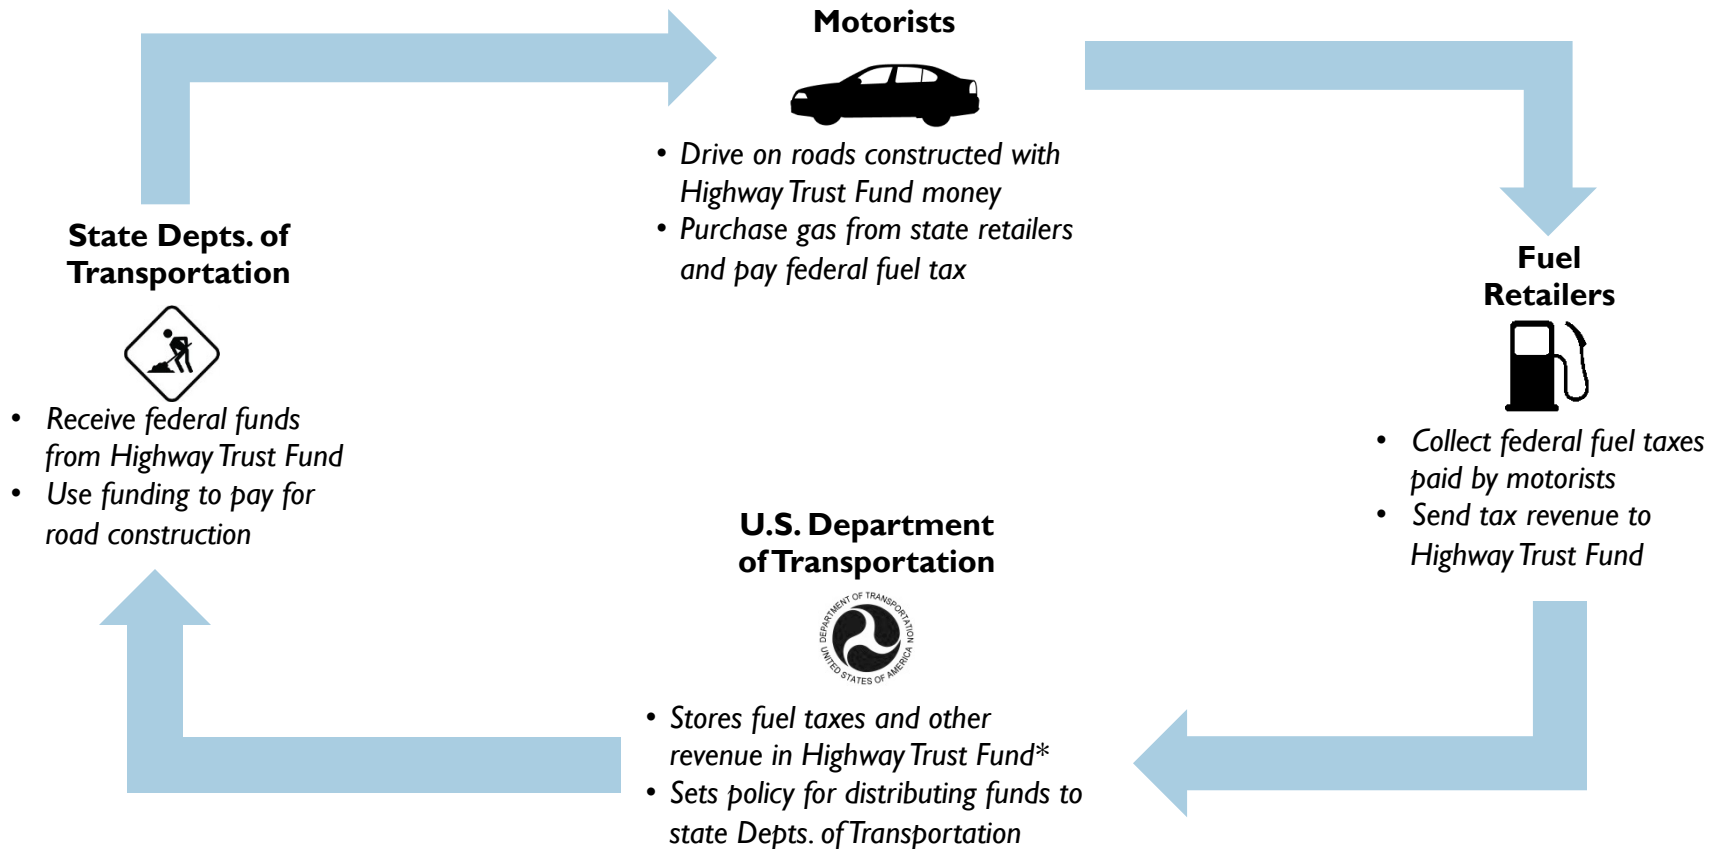 Motorists
• Drive on roads constructed with
Highway Trust Fund money
• Purchase gas from state retailers
and pay federal fuel tax
Fuel
Retailers
• Collect federal fuel taxes
paid by motorists
• Send tax revenue to
Highway Trust Fund
U.S. Department
of Transportation
DEPARTMENT OF TRANSPORTATION
UNITED STATES OF AMERICA
• Stores fuel taxes and other
revenue in Highway Trust Fund*
• Sets policy for distributing funds to
state Depts. of Transportation
State Depts. of
Transportation
• Receive federal funds
from Highway Trust Fund
• Use funding to pay for
road construction